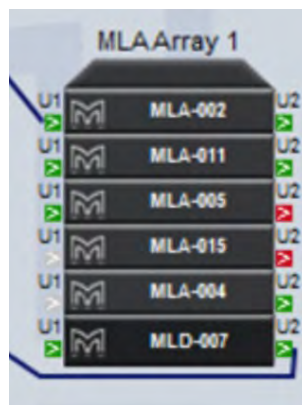 MLA Array 1
U1 MLA-002 U2
U1 MLA-011 U2
U1 MLA-005 U2
U1 MLA-015 U2
U1 MLA-004 U2
U1 MLD-007 U2